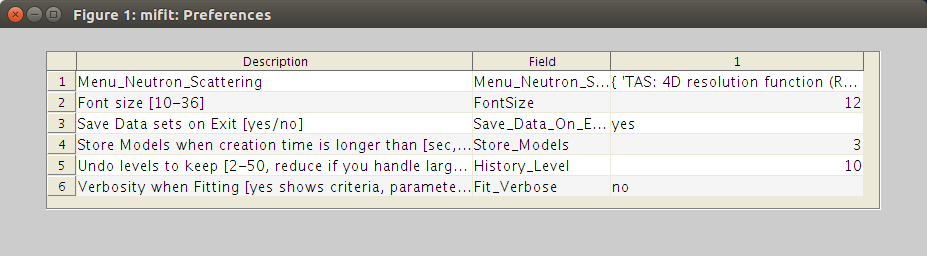 Figure 1: mifit: Preferences
Description Field 1
1 Menu_Neutron_Scattering Menu_Neutron_S... { 'TAS: 4D resolution function (R...
2 Font size [10–36] FontSize 12
3 Save Data sets on Exit [yes/no] Save_Data_On_E... yes
4 Store Models when creation time is longer than [sec,... Store_Models 3
5 Undo levels to keep [2–50, reduce if you handle larg... History_Level 10
6 Verbosity when Fitting [yes shows criteria, paramete... Fit_Verbose no